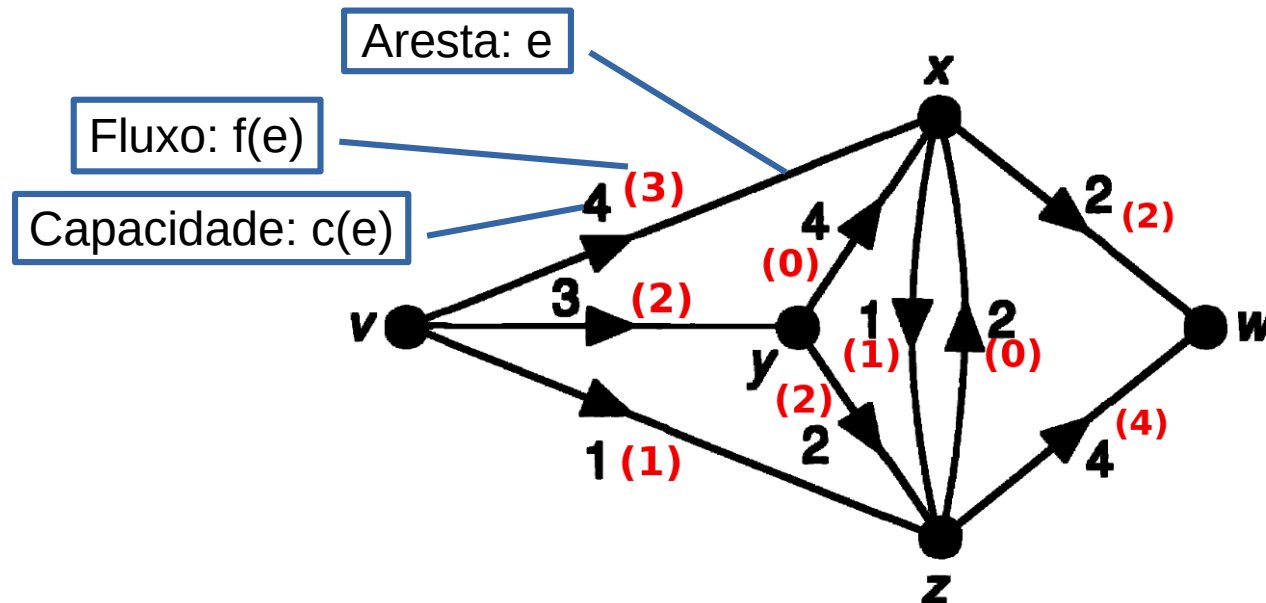 Aresta: e
x
Fluxo: f(e)
4 (3)
Capacidade: c(e)
4
2 (2)
(0)
3 (2)
v
1
2
w
y
(1)
(0)
(2)
2
(4)
4
1 (1)
z